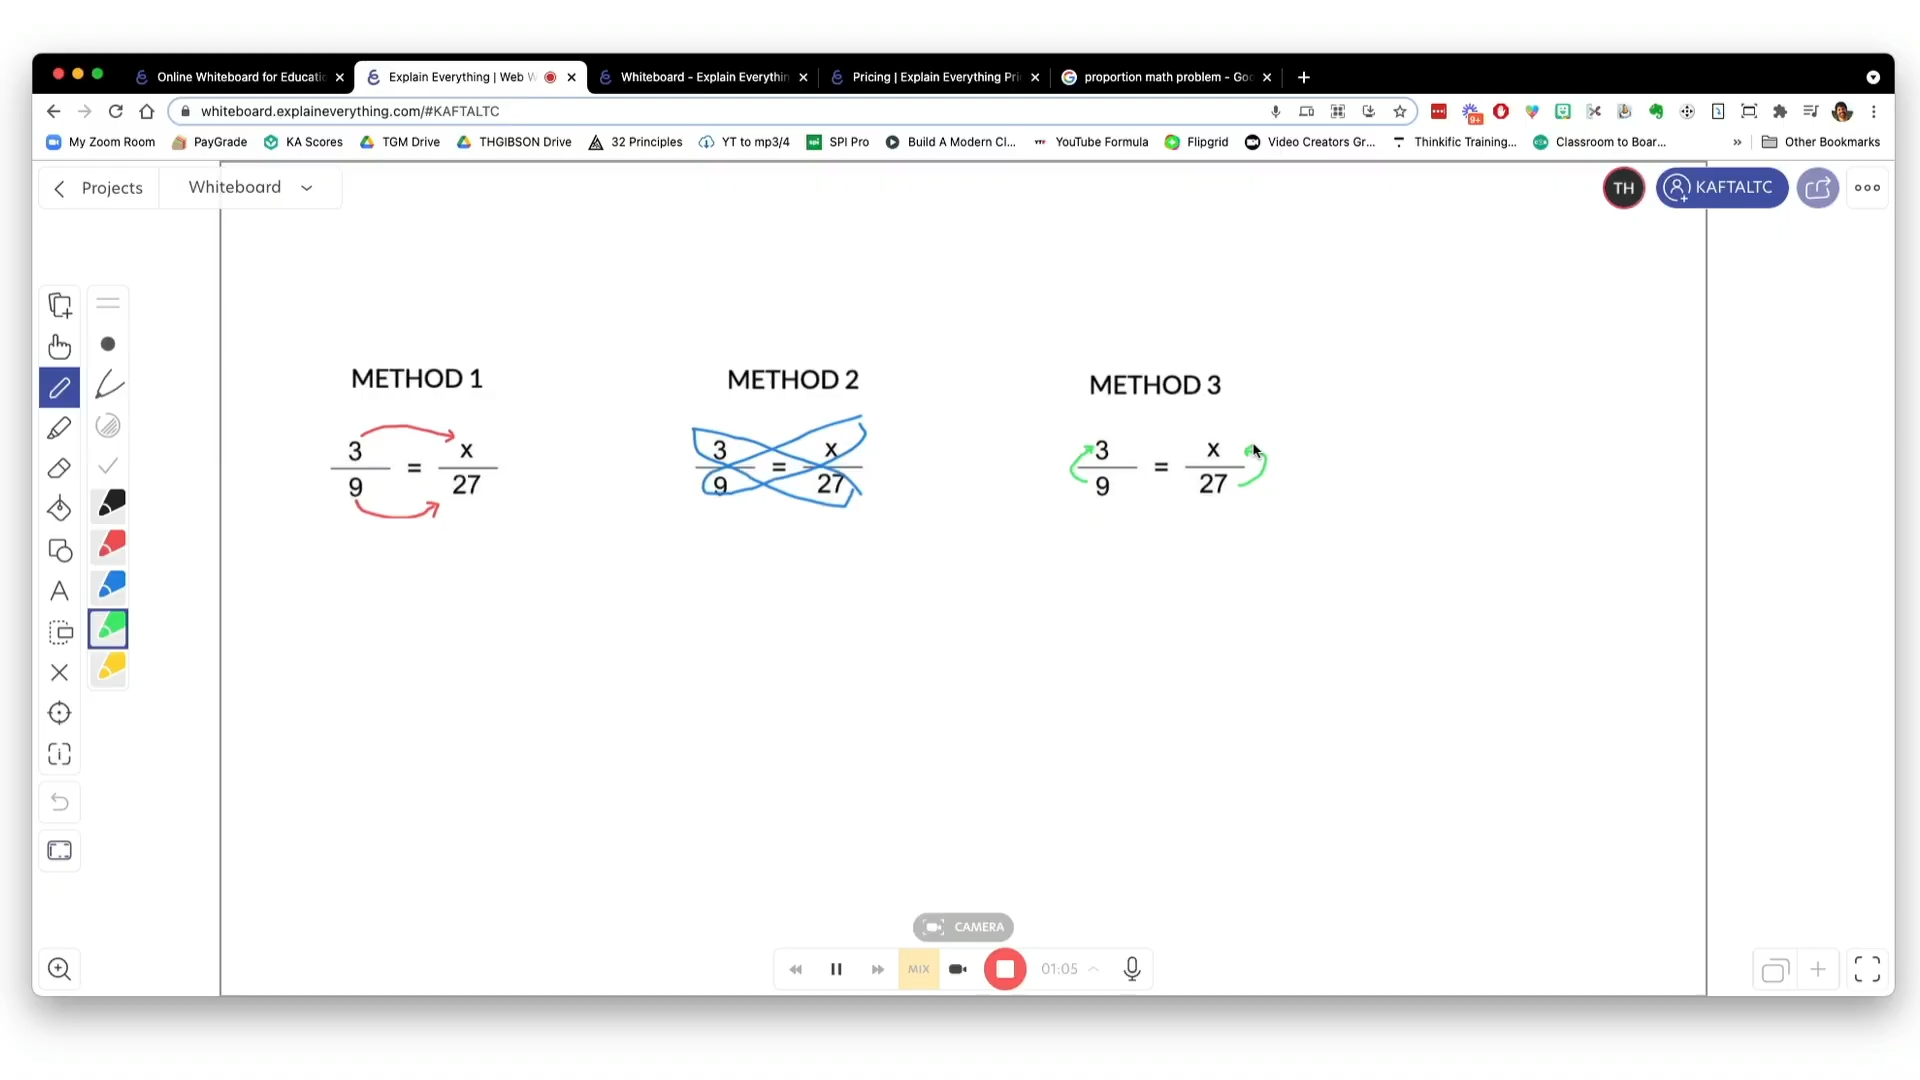 Online Whiteboard for Educati
Explain Everything | Web W
Whiteboard - Explain Everythin
Pricing | Explain Everything Pri
proportion math problem - Goo
whiteboard.explaineverything.com/#KAFTALTC
9+
My Zoom Room
PayGrade
KA Scores
TGM Drive
THGIBSON Drive
32 Principles
YT to mp3/4
SPI Pro
Build A Modern Cl...
YouTube Formula
Flipgrid
Video Creators Gr...
Thinkific Training...
Classroom to Boar...
»
Other Bookmarks
Projects
Whiteboard
TH
KAFTALTC
METHOD 1
METHOD 2
METHOD 3
3 = x
9 27
3 = x
9 27
3 = x
9 27
CAMERA
MIX
01:05